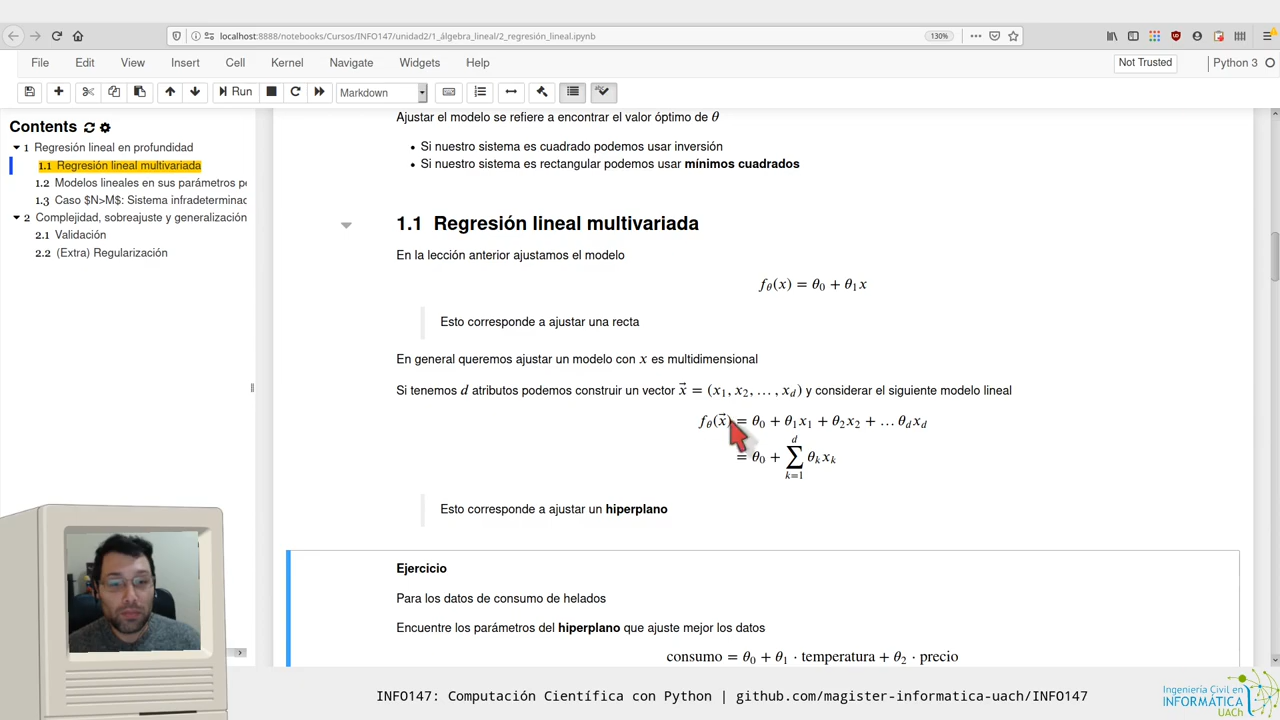 localhost:8888/notebooks/Cursos/INFO147/unidad2/1_álgebra_lineal/2_regresión_lineal.ipynb
130%
File Edit View Insert Cell Kernel Navigate Widgets Help
Not Trusted
Python 3
Run
Markdown
Contents
1 Regresión lineal en profundidad
1.1 Regresión lineal multivariada
1.2 Modelos lineales en sus parámetros pe
1.3 Caso $N>M$: Sistema infradeterminad
2 Complejidad, sobreajuste y generalización
2.1 Validación
2.2 (Extra) Regularización
Ajustar el modelo se refiere a encontrar el valor óptimo de θ
• Si nuestro sistema es cuadrado podemos usar inversión
• Si nuestro sistema es rectangular podemos usar mínimos cuadrados
1.1 Regresión lineal multivariada
En la lección anterior ajustamos el modelo
f_θ(x) = θ_0 + θ_1 x
Esto corresponde a ajustar una recta
En general queremos ajustar un modelo con x es multidimensional
Si tenemos d atributos podemos construir un vector x⃗ = (x_1, x_2, … , x_d) y considerar el siguiente modelo lineal
f_θ(x⃗) = θ_0 + θ_1 x_1 + θ_2 x_2 + … θ_d x_d
= θ_0 + ∑_{k=1}^{d} θ_k x_k
Esto corresponde a ajustar un hiperplano
Ejercicio
Para los datos de consumo de helados
Encuentre los parámetros del hiperplano que ajuste mejor los datos
consumo = θ_0 + θ_1 · temperatura + θ_2 · precio
INFO147: Computación Científica con Python | github.com/magister-informatica-uach/INFO147
Ingeniería Civil en
INFORMÁTICA
UACh